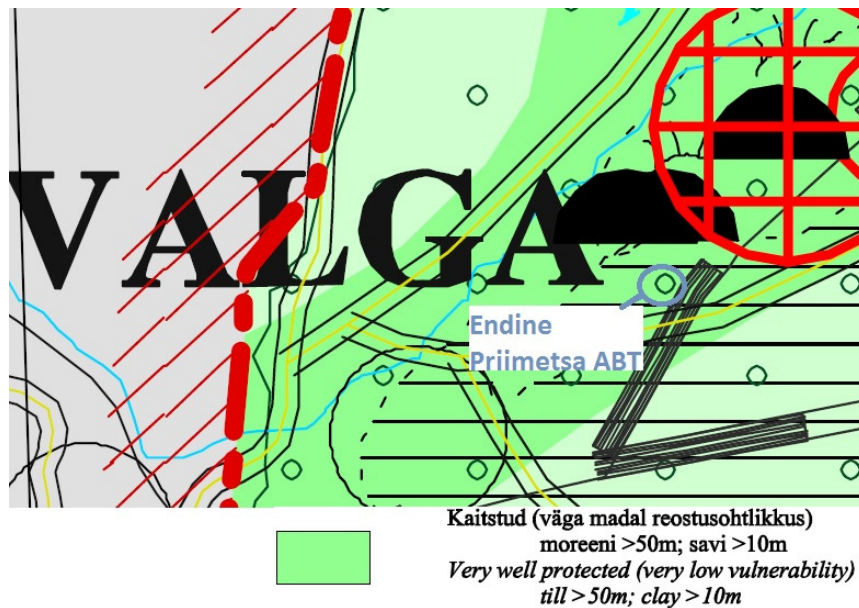 VALGA
Endine
Priimetsa ABT
Kaitstud (väga madal reostusohtlikkus)
moreeni >50m; savi >10m
Very well protected (very low vulnerability)
till > 50m; clay > 10m